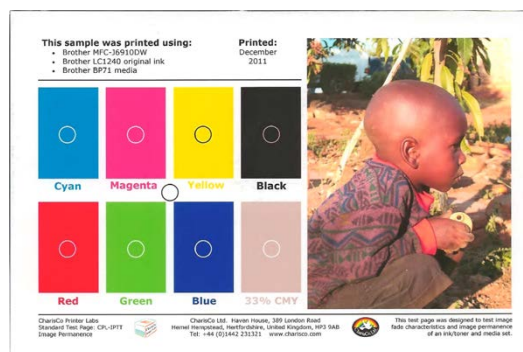 This sample was printed using:
• Brother MFC-J6910DW
• Brother LC1240 original ink
• Brother BP71 media
Printed:
December
2011
Cyan
Magenta
Yellow
Black
Red
Green
Blue
33% CMY
CharisCo Printer Labs
Standard Test Page: CPL-IPTT
Image Permanence
CharisCo Ltd. Haven House, 389 London Road
Hemel Hempstead, Hertfordshire, United Kingdom, HP3 9AB
Tel: +44 (0)1442 231321 www.charisco.com
This test page was designed to test image
fade characteristics and image permanence
of an ink/toner and media set.